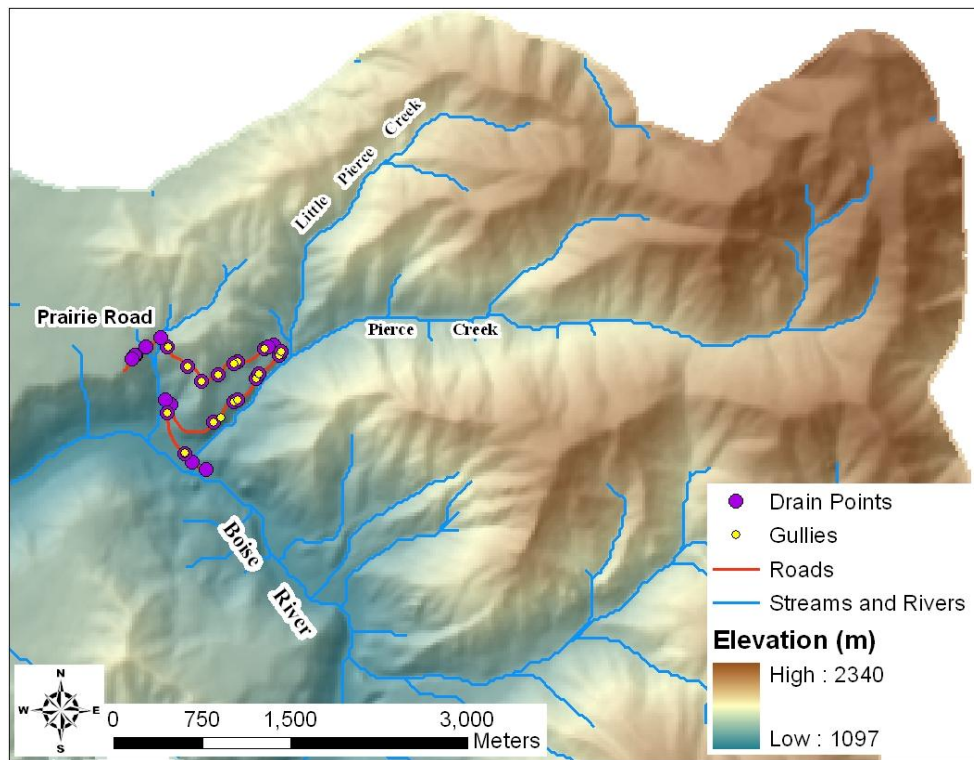 Little Pierce Creek
Prairie Road
Pierce Creek
Boise River
Drain Points
Gullies
Roads
Streams and Rivers
Elevation (m)
High : 2340
Low : 1097
N
W E
S
0 750 1,500 3,000
Meters